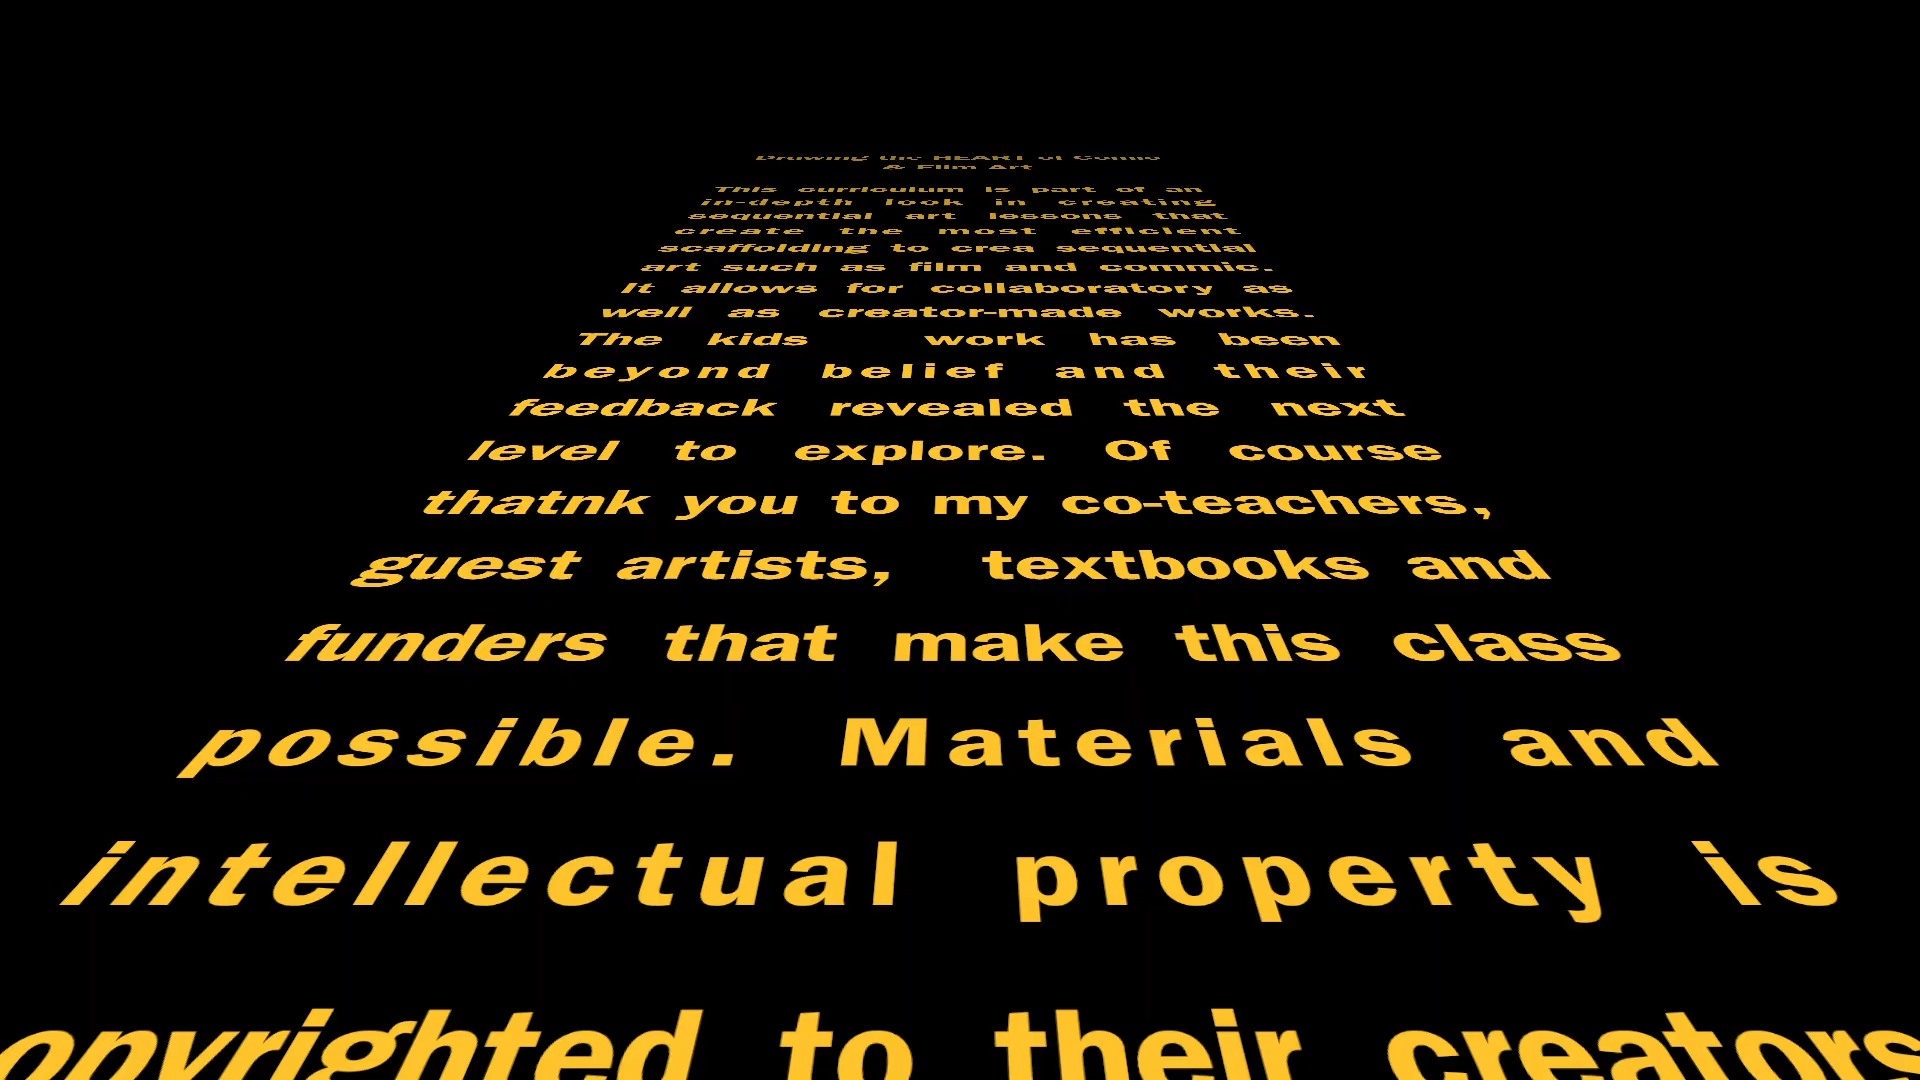 Drawing the HEART of Comic
& Film Art
This curriculum is part of an
in-depth look in creating
sequential art lessons that
create the most efficient
scaffolding to crea sequential
art such as film and commic.
It allows for collaboratory as
well as creator-made works.
The kids work has been
beyond belief and their
feedback revealed the next
level to explore. Of course
thatnk you to my co-teachers,
guest artists, textbooks and
funders that make this class
possible. Materials and
intellectual property is
opyrighted to their creators